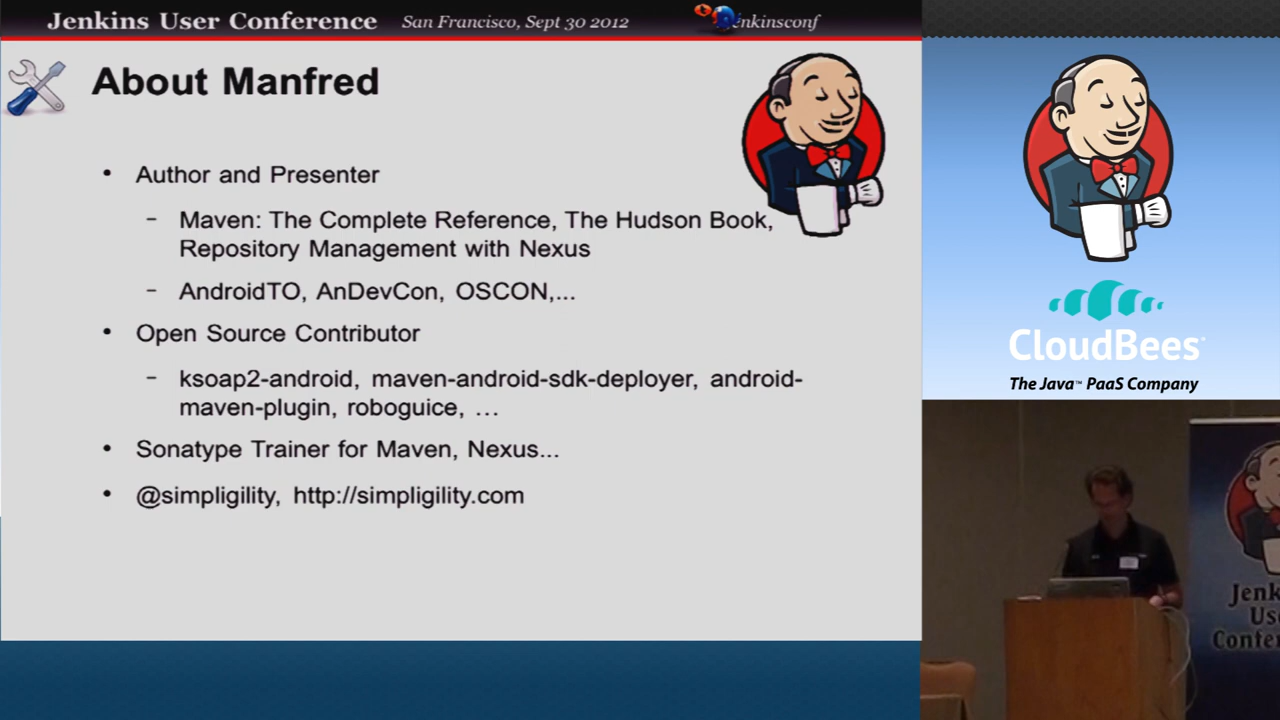 Jenkins User Conference San Francisco, Sept 30 2012 enkinsconf
About Manfred
• Author and Presenter
– Maven: The Complete Reference, The Hudson Book,
Repository Management with Nexus
– AndroidTO, AnDevCon, OSCON,...
• Open Source Contributor
– ksoap2-android, maven-android-sdk-deployer, android-
maven-plugin, roboguice, …
• Sonatype Trainer for Maven, Nexus...
• @simpligility, http://simpligility.com
CloudBees
The Java™ PaaS Company
Jenk
Use
Confe